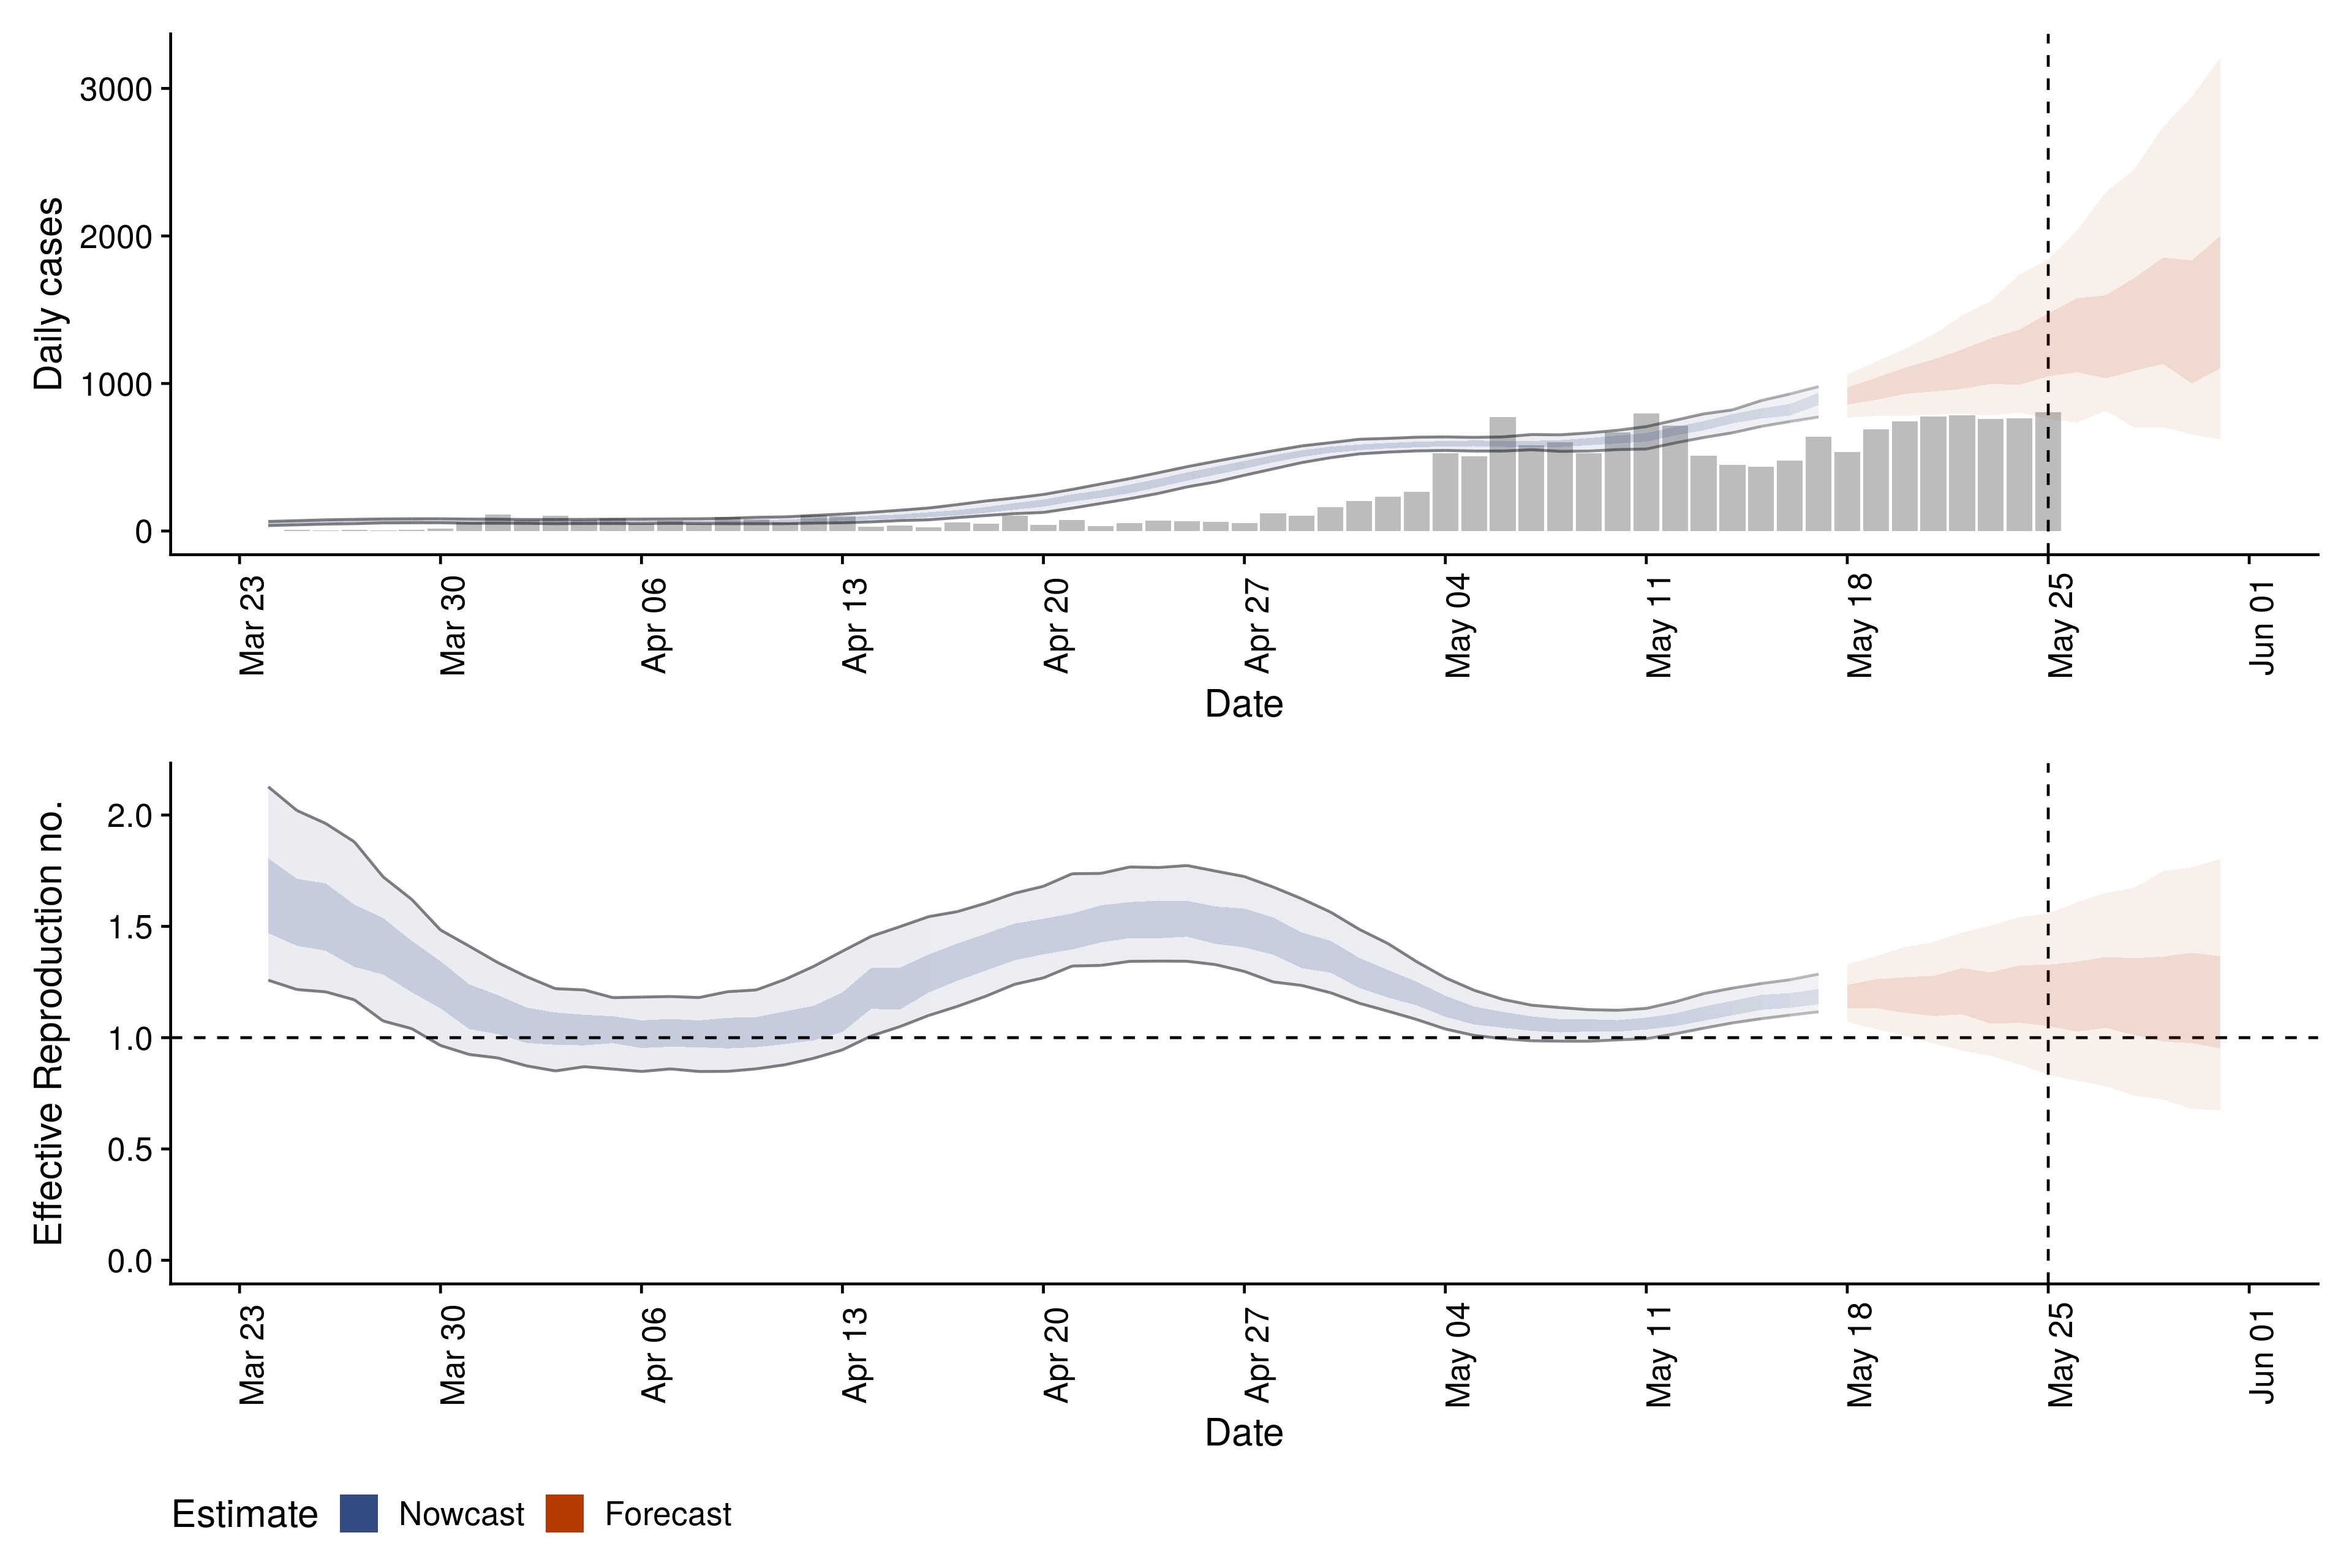 Daily cases
3000
2000
1000
0
Mar 23
Mar 30
Apr 06
Apr 13
Apr 20
Apr 27
May 04
May 11
May 18
May 25
Jun 01
Date
Effective Reproduction no.
2.0
1.5
1.0
0.5
0.0
Mar 23
Mar 30
Apr 06
Apr 13
Apr 20
Apr 27
May 04
May 11
May 18
May 25
Jun 01
Date
Estimate Nowcast Forecast